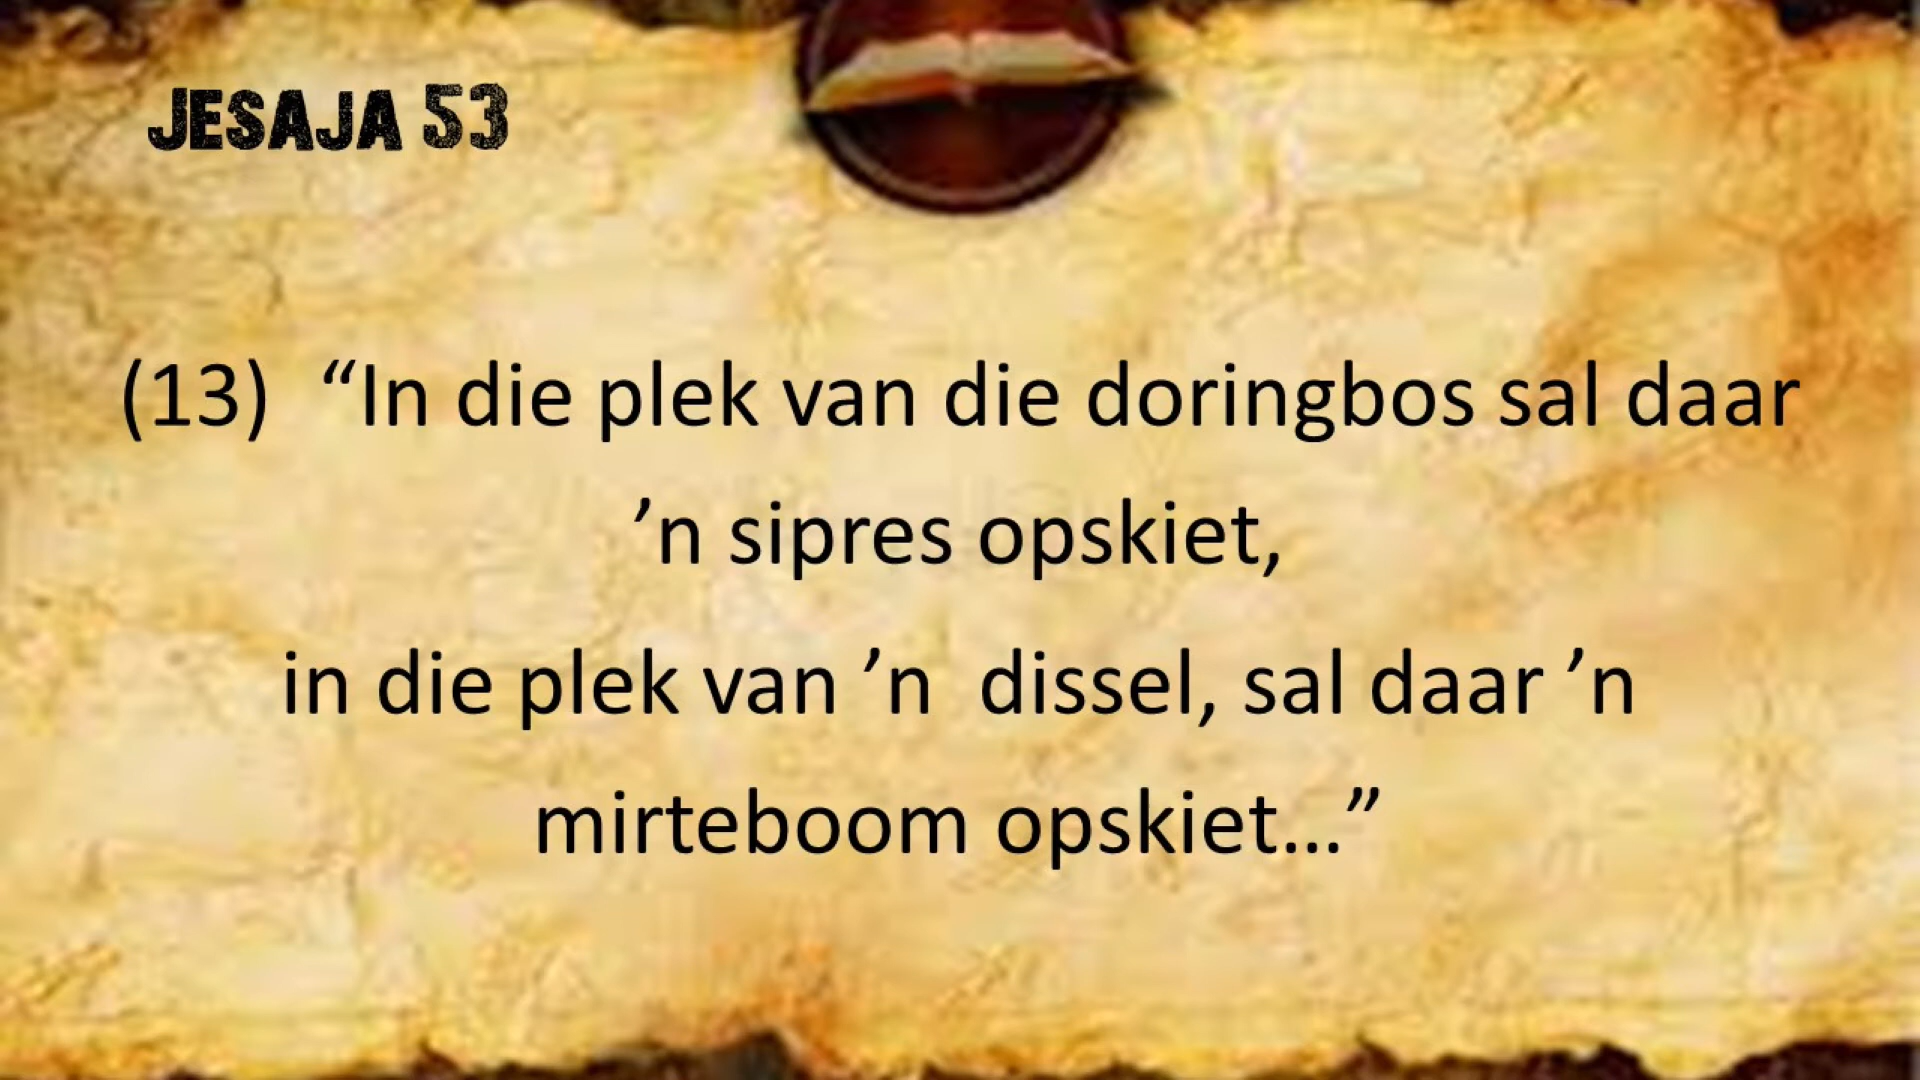 JESAJA 53
(13) “In die plek van die doringbos sal daar
’n sipres opskiet,
in die plek van ’n dissel, sal daar ’n
mirteboom opskiet…”